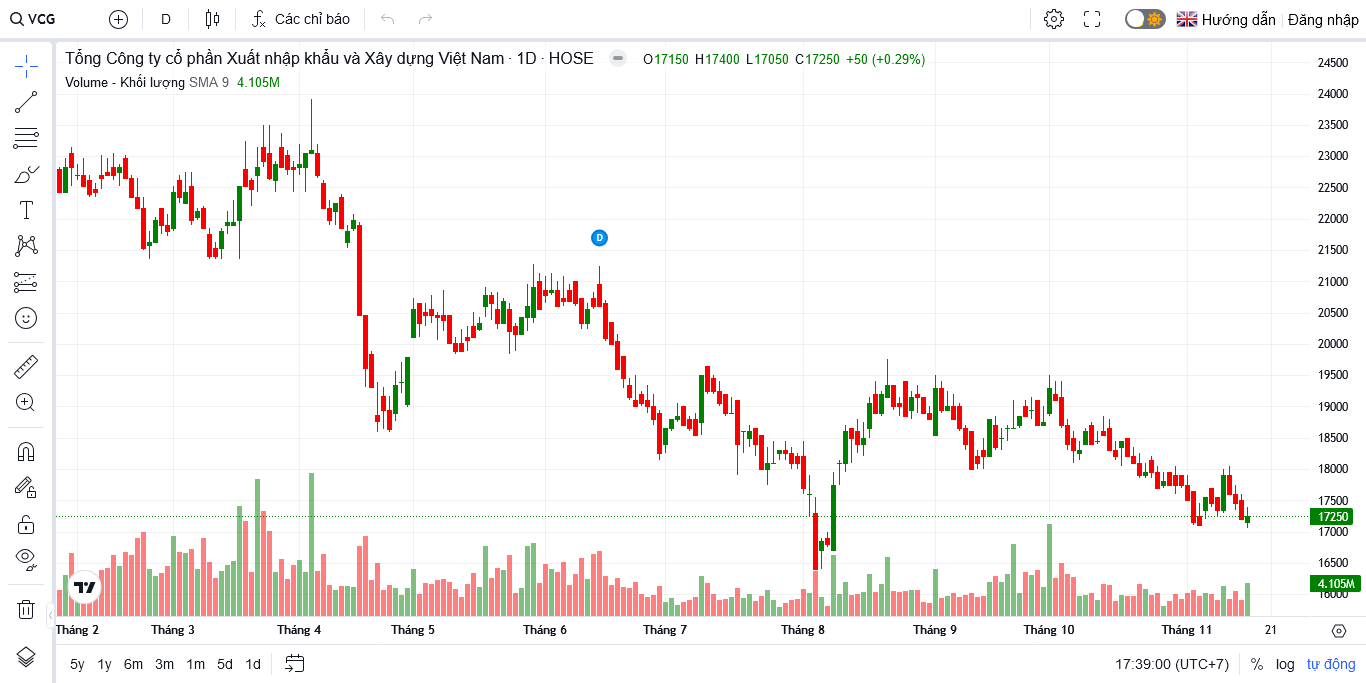 VCG D Các chỉ báo Hướng dẫn Đăng nhập
Tổng Công ty cổ phần Xuất nhập khẩu và Xây dựng Việt Nam · 1D · HOSE O17150 H17400 L17050 C17250 +50 (+0.29%)
Volume - Khối lượng SMA 9 4.105M
D
24500
24000
23500
23000
22500
22000
21500
21000
20500
20000
19500
19000
18500
18000
17500
17250
17000
16500
4.105M
16000
Tháng 2 Tháng 3 Tháng 4 Tháng 5 Tháng 6 Tháng 7 Tháng 8 Tháng 9 Tháng 10 Tháng 11 21
5y 1y 6m 3m 1m 5d 1d 17:39:00 (UTC+7) % log tự động